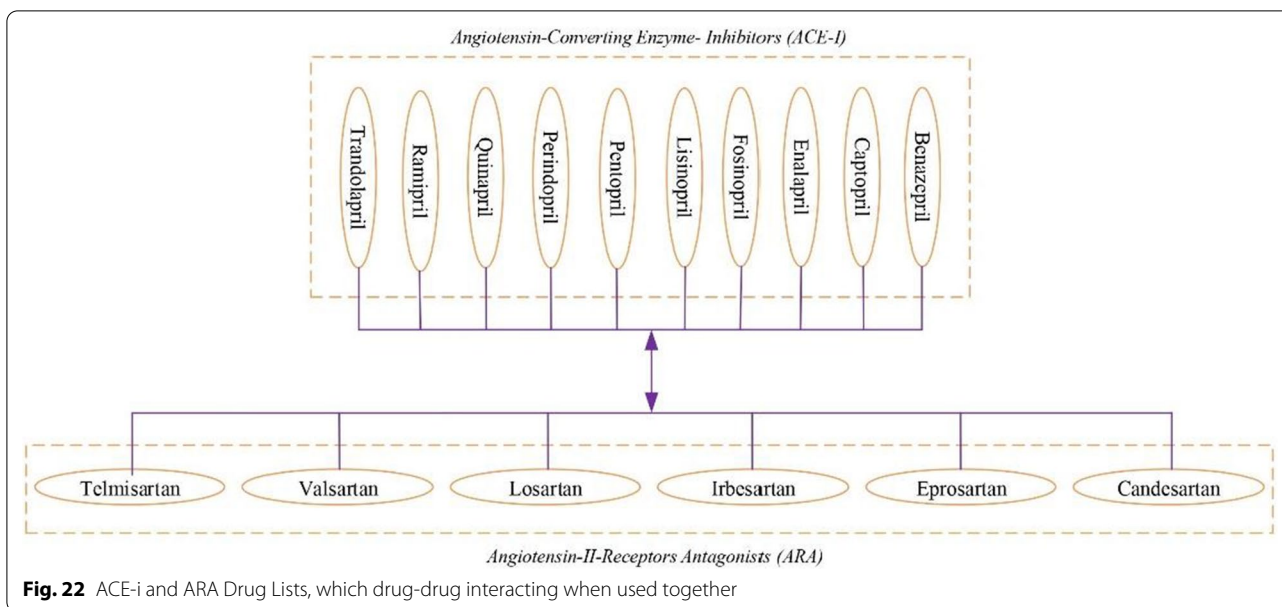 Angiotensin-Converting Enzyme- Inhibitors (ACE-I)
Trandolapril
Ramipril
Quinapril
Perindopril
Pentopril
Lisinopril
Fosinopril
Enalapril
Captopril
Benazepril
Telmisartan
Valsartan
Losartan
Irbesartan
Eprosartan
Candesartan
Angiotensin-II-Receptors Antagonists (ARA)
Fig. 22 ACE-i and ARA Drug Lists, which drug-drug interacting when used together